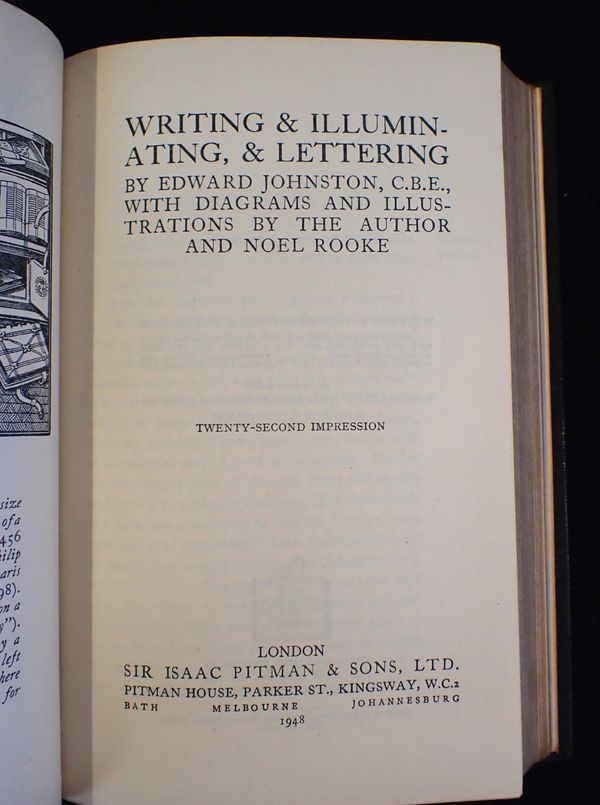 size
of a
456
Philip
aris
98).
on a
y").
y a
left
here
for
WRITING & ILLUMIN-
ATING, & LETTERING
BY EDWARD JOHNSTON, C.B.E.,
WITH DIAGRAMS AND ILLUS-
TRATIONS BY THE AUTHOR
AND NOEL ROOKE
TWENTY-SECOND IMPRESSION
LONDON
SIR ISAAC PITMAN & SONS, LTD.
PITMAN HOUSE, PARKER ST., KINGSWAY, W.C.2
BATH MELBOURNE JOHANNESBURG
1948